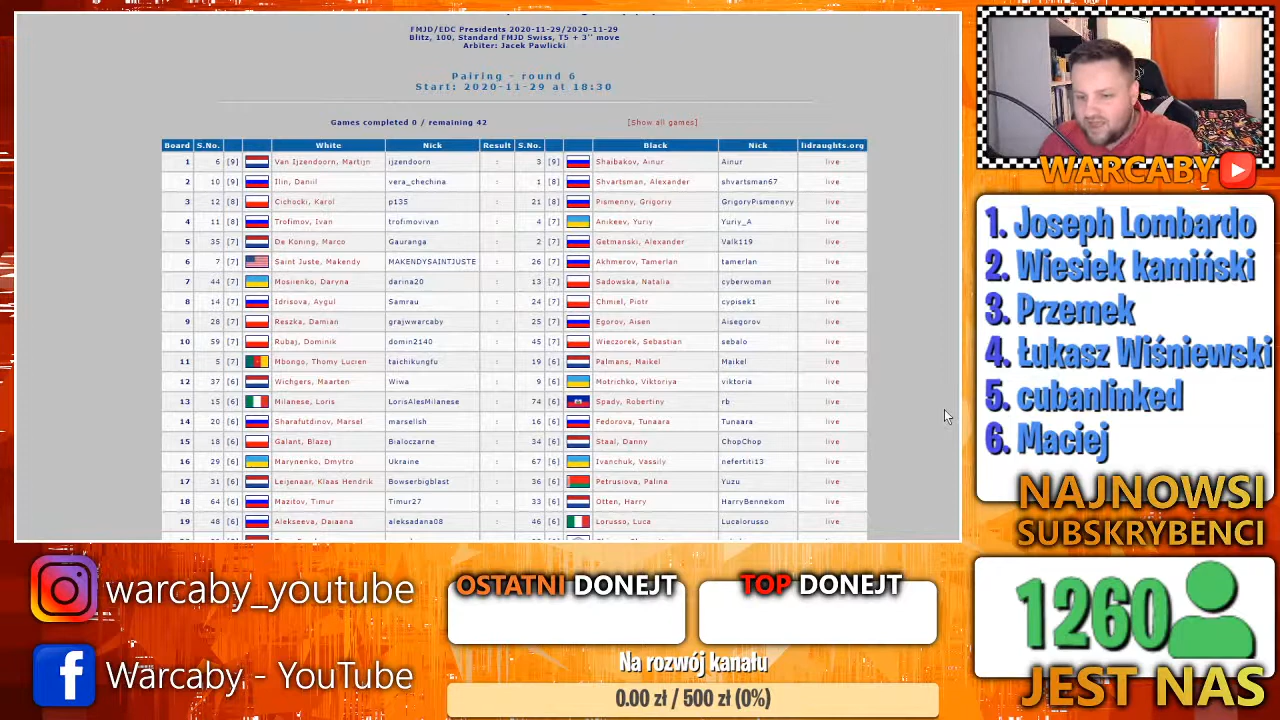 FMJD/EDC Presidents 2020-11-29/2020-11-29
Blitz, 100, Standard FMJD Swiss, T5 + 3'' move
Arbiter: Jacek Pawlicki
Pairing - round 6
Start: 2020-11-29 at 18:30
Games completed 0 / remaining 42 [Show all games]
Board S.No. White Nick Result S.No. Black Nick lidraughts.org
1 6 [9] Van Ijzendoorn, Martijn ijzendoorn : 3 [9] Shaibakov, Ainur Ainur live
2 10 [9] Ilin, Daniil vera_chechina : 1 [8] Shvartsman, Alexander shvartsman67 live
3 12 [8] Cichocki, Karol p135 : 21 [8] Pismenny, Grigoriy GrigoryPismennyy live
4 11 [8] Trofimov, Ivan trofimovivan : 4 [7] Anikeev, Yuriy Yuriy_A live
5 35 [7] De Koning, Marco Gauranga : 2 [7] Getmanski, Alexander Valk119 live
6 7 [7] Saint Juste, Makendy MAKENDYSAINTJUSTE : 26 [7] Akhmerov, Tamerlan tamerlan live
7 44 [7] Mosiienko, Daryna darina20 : 13 [7] Sadowska, Natalia cyberwoman live
8 14 [7] Idrisova, Aygul Samrau : 24 [7] Chmiel, Piotr cypisek1 live
9 28 [7] Reszka, Damian grajwwarcaby : 25 [7] Egorov, Aisen Aisegorov live
10 59 [7] Rubaj, Dominik domin2140 : 45 [7] Wieczorek, Sebastian sebalo live
11 5 [7] Mbongo, Thomy Lucien taichikungfu : 19 [6] Palmans, Maikel Maikel live
12 37 [6] Wichgers, Maarten Wiwa : 9 [6] Motrichko, Viktoriya viktoria live
13 15 [6] Milanese, Loris LorisAlesMilanese : 74 [6] Spady, Robertiny rb live
14 20 [6] Sharafutdinov, Marsel marselish : 16 [6] Fedorova, Tunaara Tunaara live
15 18 [6] Galant, Blazej Bialoczarne : 34 [6] Staal, Danny ChopChop live
16 29 [6] Marynenko, Dmytro Ukraine : 67 [6] Ivanchuk, Vassily nefertiti13 live
17 31 [6] Leijenaar, Klaas Hendrik Bowserbigblast : 36 [6] Petrusiova, Palina Yuzu live
18 64 [6] Mazitov, Timur Timur27 : 33 [6] Otten, Harry HarryBennekom live
19 48 [6] Alekseeva, Daiaana aleksadana08 : 46 [6] Lorusso, Luca Lucalorusso live
WARCABY
1. Joseph Lombardo
2. Wiesiek kamiński
3. Przemek
4. Łukasz Wiśniewski
5. cubanlinked
6. Maciej
NAJNOWSI
SUBSKRYBENCI
1260
JEST NAS
warcaby_youtube
Warcaby - YouTube
OSTATNI DONEJT
TOP DONEJT
Na rozwój kanału
0.00 zł / 500 zł (0%)